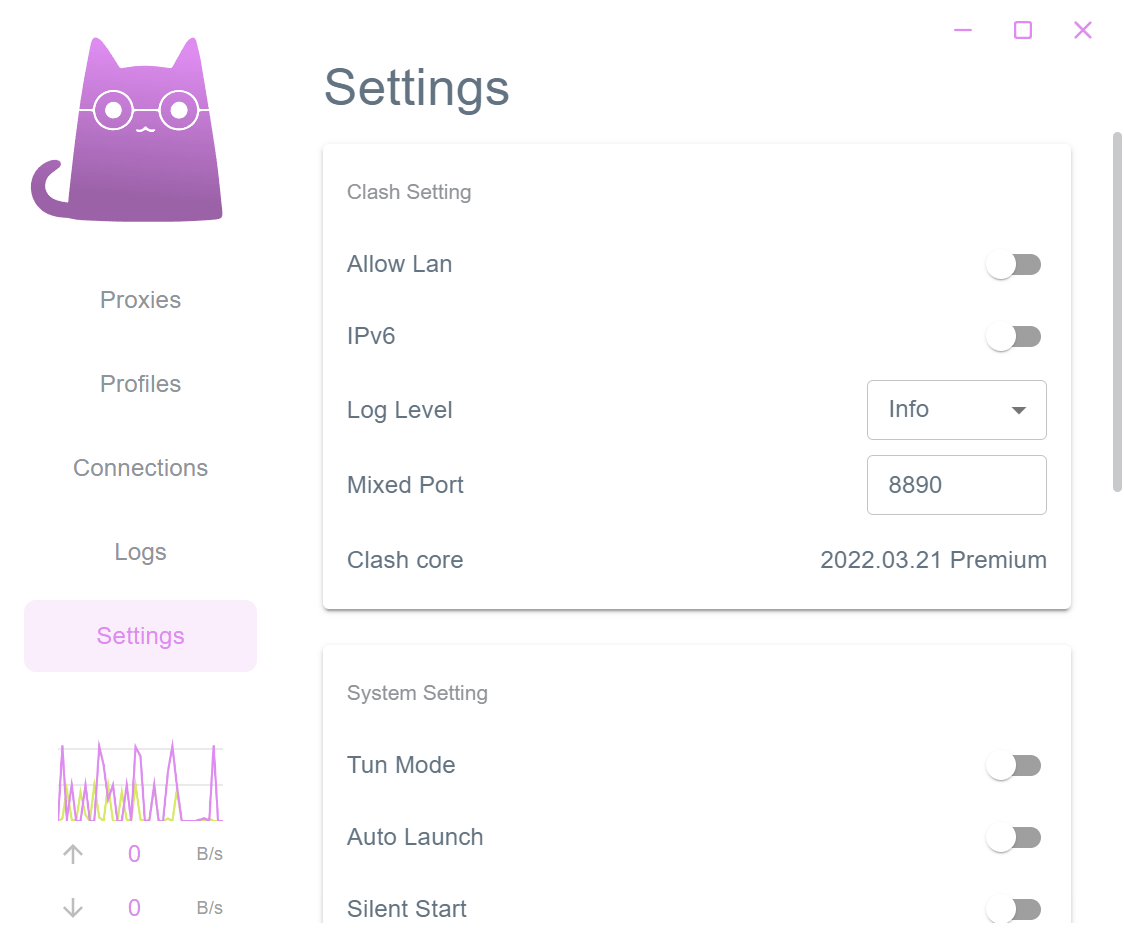 Settings
Proxies
Profiles
Connections
Logs
Settings
0 B/s
0 B/s
Clash Setting
Allow Lan
IPv6
Log Level Info
Mixed Port 8890
Clash core 2022.03.21 Premium
System Setting
Tun Mode
Auto Launch
Silent Start